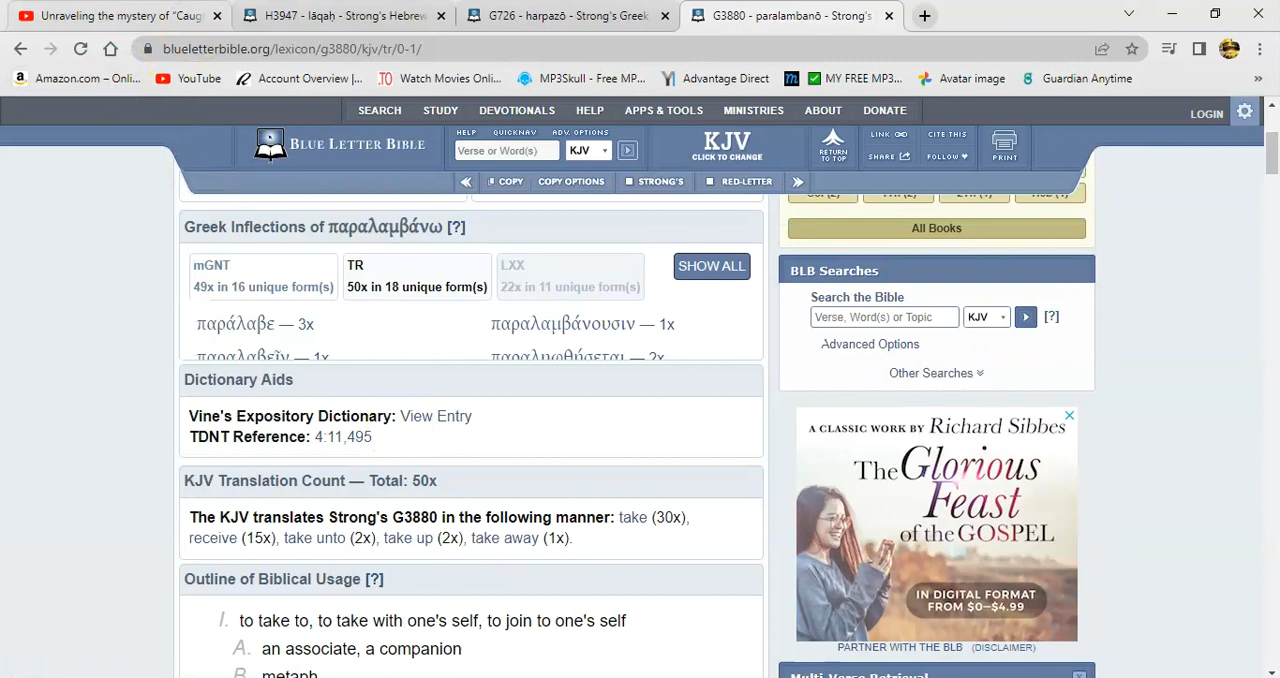 Unraveling the mystery of “Caug
H3947 - lāqaḥ - Strong's Hebrew
G726 - harpazō - Strong's Greek
G3880 - paralambanō - Strong's
blueletterbible.org/lexicon/g3880/kjv/tr/0-1/
Amazon.com – Onli...
YouTube
Account Overview |...
Watch Movies Onli...
MP3Skull - Free MP...
Advantage Direct
MY FREE MP3...
Avatar image
Guardian Anytime
SEARCH STUDY DEVOTIONALS HELP APPS & TOOLS MINISTRIES ABOUT DONATE
LOGIN
BLUE LETTER BIBLE
HELP QUICKNAV ADV. OPTIONS
Verse or Word(s) KJV
KJV
CLICK TO CHANGE
RETURN
TO TOP
LINK CITE THIS
SHARE FOLLOW
PRINT
COPY COPY OPTIONS STRONG'S RED-LETTER
All Books
Greek Inflections of παραλαμβάνω [?]
mGNT
49x in 16 unique form(s)
TR
50x in 18 unique form(s)
LXX
22x in 11 unique form(s)
SHOW ALL
παράλαβε — 3x
παραλαμβάνουσιν — 1x
παραλαβεῖν — 1x
παραληφθήσεται — 2x
Dictionary Aids
Vine's Expository Dictionary: View Entry
TDNT Reference: 4:11,495
KJV Translation Count — Total: 50x
The KJV translates Strong's G3880 in the following manner: take (30x),
receive (15x), take unto (2x), take up (2x), take away (1x).
Outline of Biblical Usage [?]
I. to take to, to take with one's self, to join to one's self
A. an associate, a companion
B. metaph
BLB Searches
Search the Bible
Verse, Word(s) or Topic KJV [?]
Advanced Options
Other Searches
A CLASSIC WORK BY Richard Sibbes
The Glorious
Feast
of the GOSPEL
IN DIGITAL FORMAT
FROM $0–$4.99
PARTNER WITH THE BLB (DISCLAIMER)
Multi-Verse Retrieval